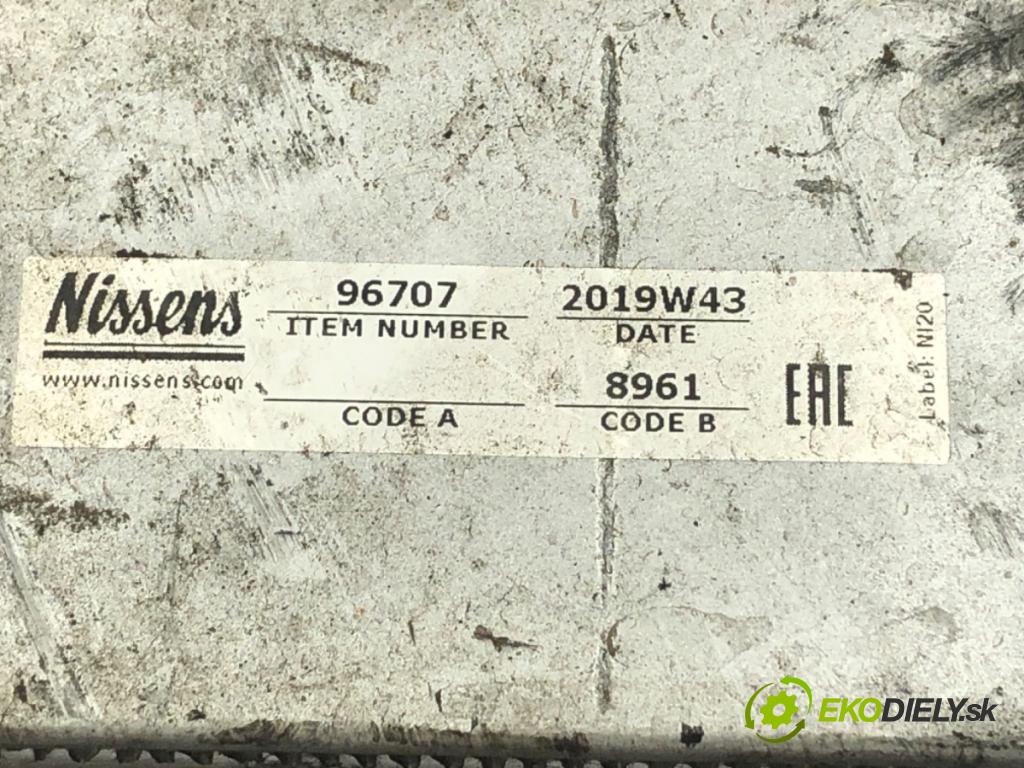 Nissens
www.nissens.com
96707
ITEM NUMBER
2019W43
DATE
CODE A
8961
CODE B
EAC
Label: NI20
EKODIELY.sk